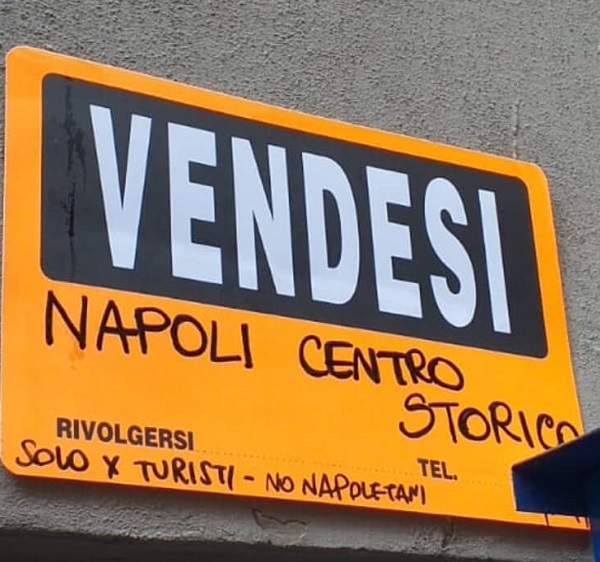 VENDESI
NAPOLI CENTRO
STORICO
RIVOLGERSI
TEL.
SOLO X TURISTI - NO NAPOLETANI